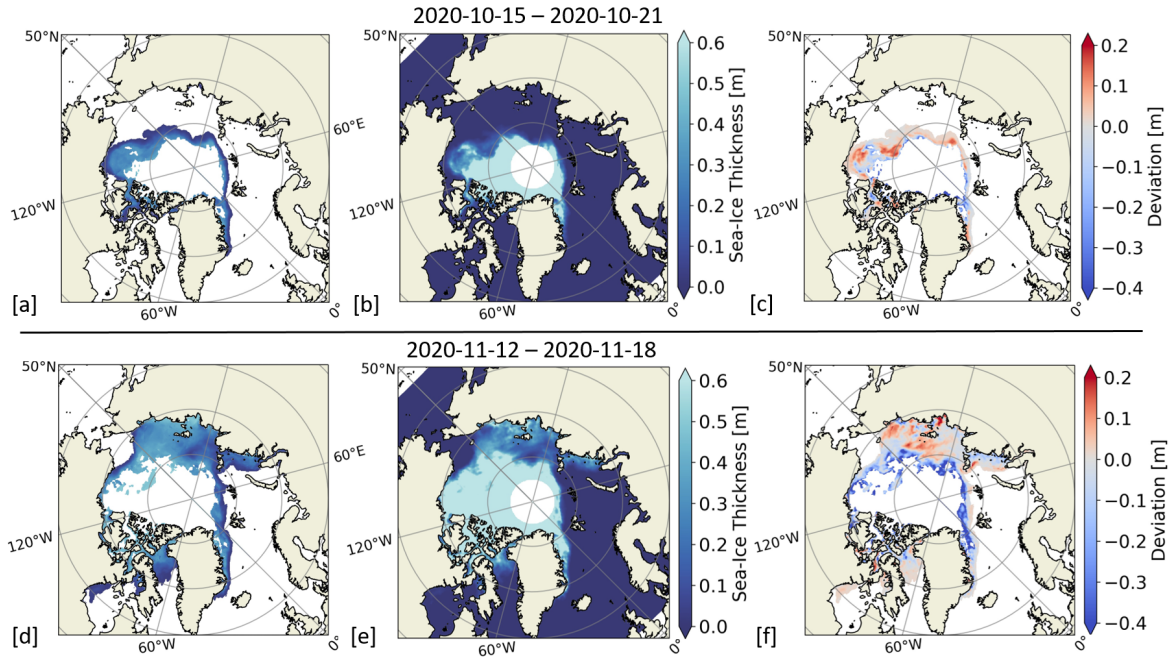 2020-10-15 – 2020-10-21
50°N
60°E
120°W
60°W
0°
[a]
50°N
120°W
60°W
0°
[b]
0.6
0.5
0.4
0.3
0.2
0.1
0.0
Sea-Ice Thickness [m]
50°N
120°W
60°W
0°
[c]
0.2
0.1
0.0
−0.1
−0.2
−0.3
−0.4
Deviation [m]
2020-11-12 – 2020-11-18
50°N
60°E
120°W
60°W
0°
[d]
50°N
120°W
60°W
0°
[e]
0.6
0.5
0.4
0.3
0.2
0.1
0.0
Sea-Ice Thickness [m]
50°N
60°E
120°W
60°W
0°
[f]
0.2
0.1
0.0
−0.1
−0.2
−0.3
−0.4
Deviation [m]